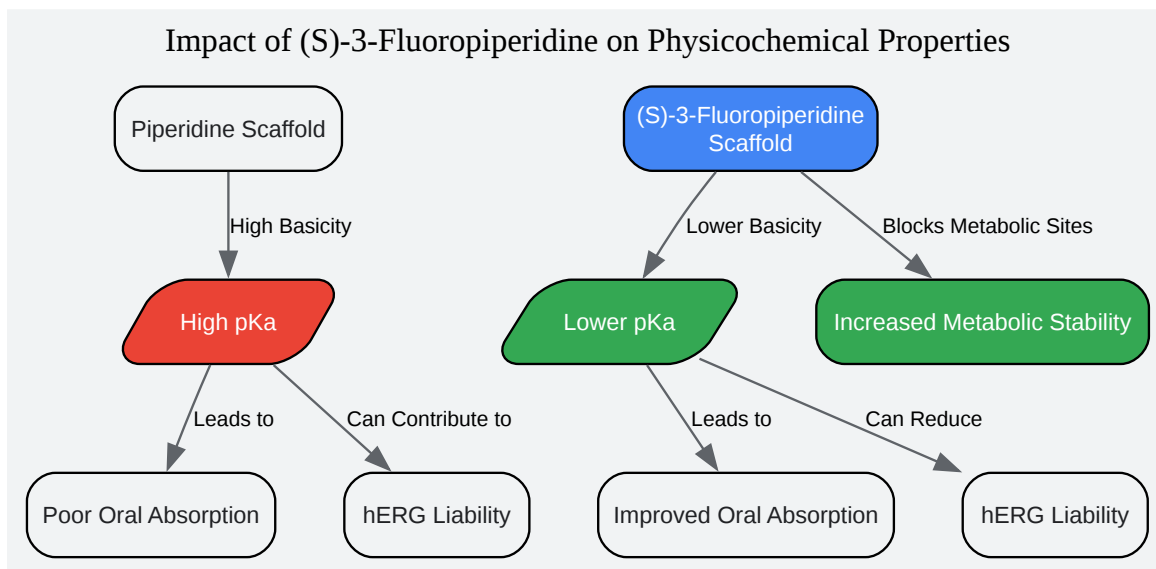 Impact of (S)-3-Fluoropiperidine on Physicochemical Properties
Piperidine Scaffold
(S)-3-Fluoropiperidine
Scaffold
High Basicity
Lower Basicity
Blocks Metabolic Sites
High pKa
Lower pKa
Increased Metabolic Stability
Leads to
Can Contribute to
Leads to
Can Reduce
Poor Oral Absorption
hERG Liability
Improved Oral Absorption
hERG Liability